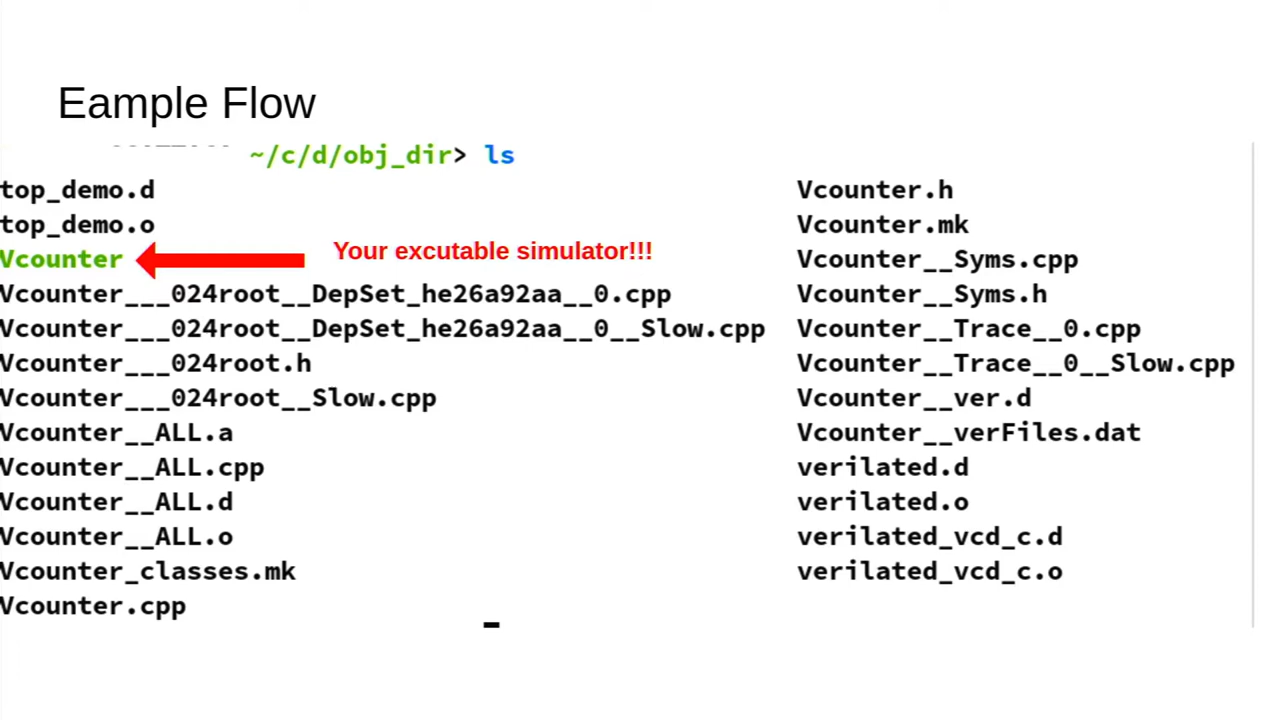 Eample Flow
~/c/d/obj_dir> ls
top_demo.d
top_demo.o
Vcounter
Your excutable simulator!!!
Vcounter___024root__DepSet_he26a92aa__0.cpp
Vcounter___024root__DepSet_he26a92aa__0__Slow.cpp
Vcounter___024root.h
Vcounter___024root__Slow.cpp
Vcounter__ALL.a
Vcounter__ALL.cpp
Vcounter__ALL.d
Vcounter__ALL.o
Vcounter_classes.mk
Vcounter.cpp
Vcounter.h
Vcounter.mk
Vcounter__Syms.cpp
Vcounter__Syms.h
Vcounter__Trace__0.cpp
Vcounter__Trace__0__Slow.cpp
Vcounter__ver.d
Vcounter__verFiles.dat
verilated.d
verilated.o
verilated_vcd_c.d
verilated_vcd_c.o